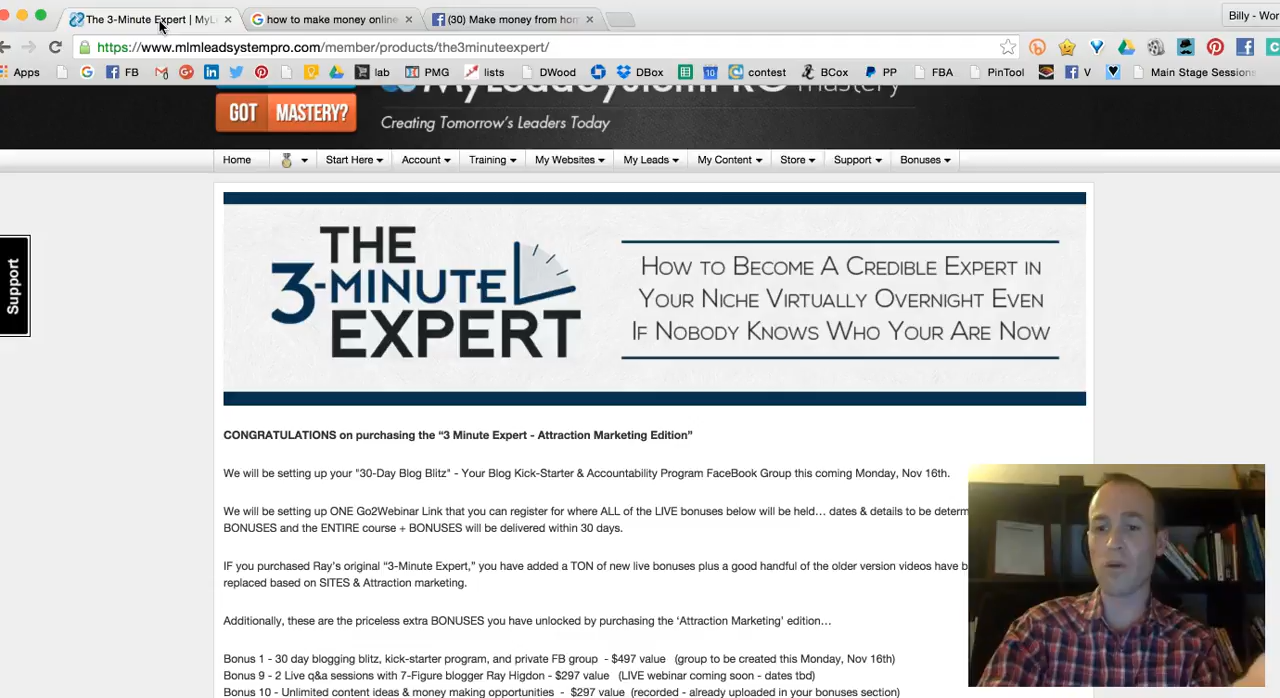 The 3-Minute Expert | MyL
how to make money online
(30) Make money from hom
Billy - Wor
https://www.mlmleadsystempro.com/member/products/the3minuteexpert/
Apps FB lab PMG lists DWood DBox contest BCox PP FBA PinTool V Main Stage Sessions
GOT MASTERY?
MyLeadSystemPRO mastery
Creating Tomorrow's Leaders Today
Home Start Here Account Training My Websites My Leads My Content Store Support Bonuses
Support
THE
3-MINUTE
EXPERT
How to Become A Credible Expert in
Your Niche Virtually Overnight Even
If Nobody Knows Who Your Are Now
CONGRATULATIONS on purchasing the “3 Minute Expert - Attraction Marketing Edition”
We will be setting up your "30-Day Blog Blitz" - Your Blog Kick-Starter & Accountability Program FaceBook Group this coming Monday, Nov 16th.
We will be setting up ONE Go2Webinar Link that you can register for where ALL of the LIVE bonuses below will be held… dates & details to be determ
BONUSES and the ENTIRE course + BONUSES will be delivered within 30 days.
IF you purchased Ray's original “3-Minute Expert,” you have added a TON of new live bonuses plus a good handful of the older version videos have b
replaced based on SITES & Attraction marketing.
Additionally, these are the priceless extra BONUSES you have unlocked by purchasing the ‘Attraction Marketing’ edition…
Bonus 1 - 30 day blogging blitz, kick-starter program, and private FB group - $497 value (group to be created this Monday, Nov 16th)
Bonus 9 - 2 Live q&a sessions with 7-Figure blogger Ray Higdon - $297 value (LIVE webinar coming soon - dates tbd)
Bonus 10 - Unlimited content ideas & money making opportunities - $297 value (recorded - already uploaded in your bonuses section)